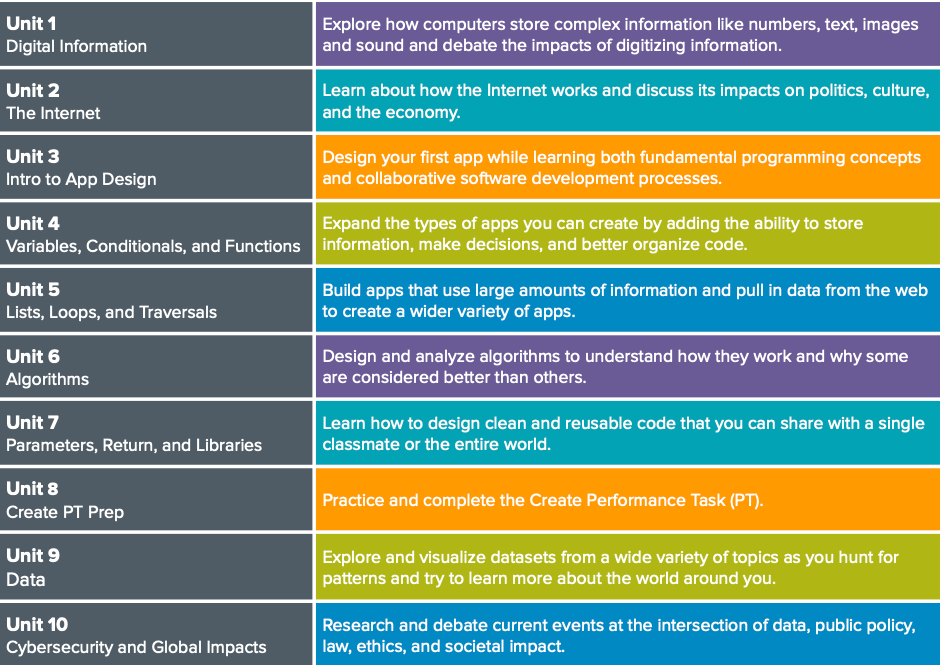 Unit 1
Digital Information
Explore how computers store complex information like numbers, text, images
and sound and debate the impacts of digitizing information.
Unit 2
The Internet
Learn about how the Internet works and discuss its impacts on politics, culture,
and the economy.
Unit 3
Intro to App Design
Design your first app while learning both fundamental programming concepts
and collaborative software development processes.
Unit 4
Variables, Conditionals, and Functions
Expand the types of apps you can create by adding the ability to store
information, make decisions, and better organize code.
Unit 5
Lists, Loops, and Traversals
Build apps that use large amounts of information and pull in data from the web
to create a wider variety of apps.
Unit 6
Algorithms
Design and analyze algorithms to understand how they work and why some
are considered better than others.
Unit 7
Parameters, Return, and Libraries
Learn how to design clean and reusable code that you can share with a single
classmate or the entire world.
Unit 8
Create PT Prep
Practice and complete the Create Performance Task (PT).
Unit 9
Data
Explore and visualize datasets from a wide variety of topics as you hunt for
patterns and try to learn more about the world around you.
Unit 10
Cybersecurity and Global Impacts
Research and debate current events at the intersection of data, public policy,
law, ethics, and societal impact.